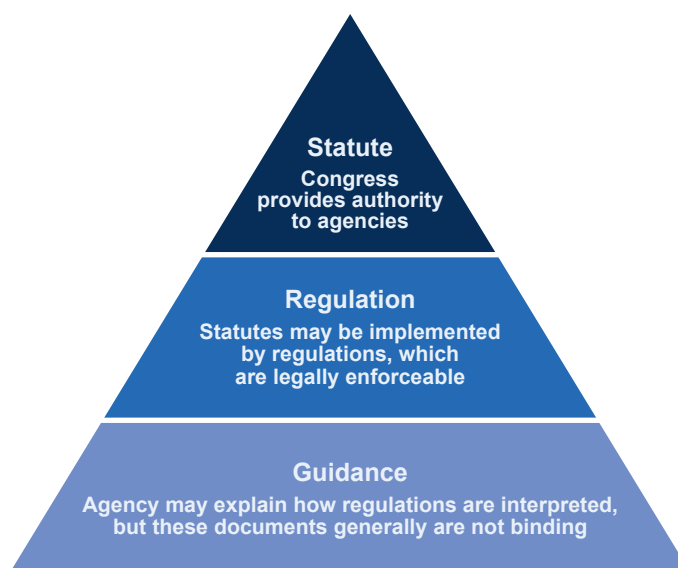 Statute
Congress
provides authority
to agencies
Regulation
Statutes may be implemented
by regulations, which
are legally enforceable
Guidance
Agency may explain how regulations are interpreted,
but these documents generally are not binding